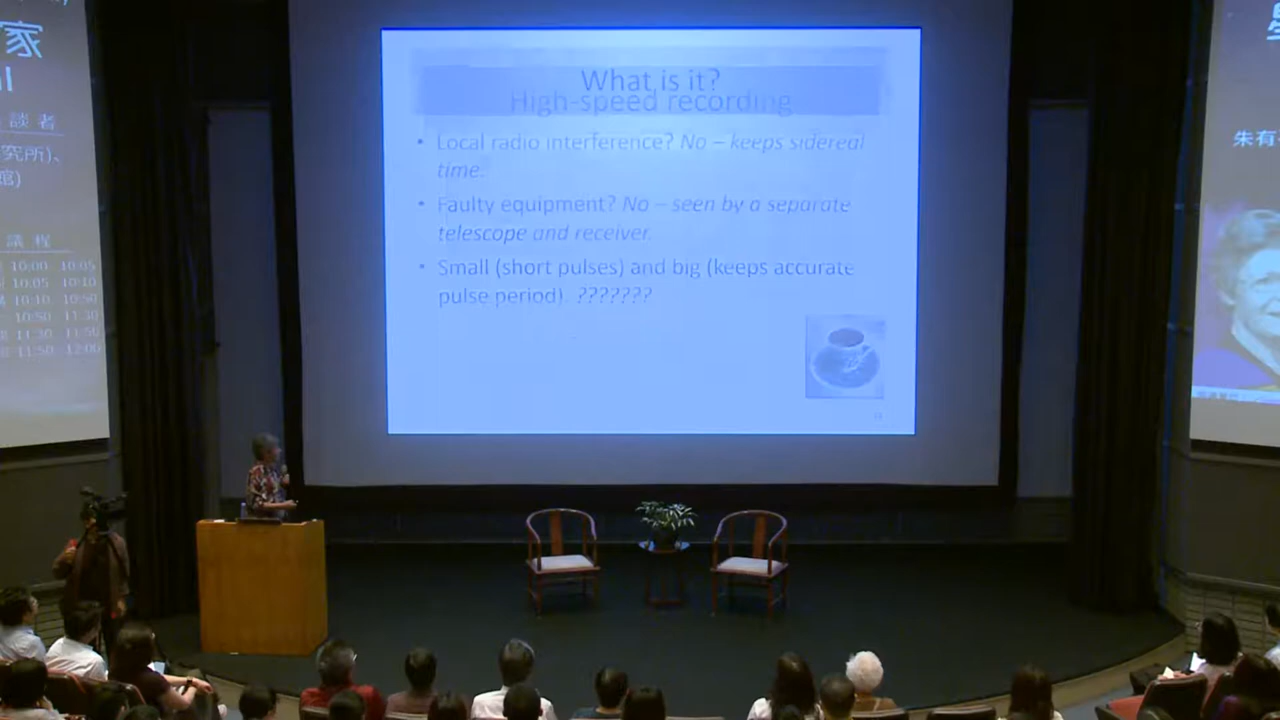 家
談 者
究所)、
館)
議 程
10:00 10:05
10:05 10:10
10:10 10:50
10:50 11:30
11:30 11:50
11:50 12:00
What is it?
High-speed recording
• Local radio interference? No – keeps sidereal
time.
• Faulty equipment? No – seen by a separate
telescope and receiver.
• Small (short pulses) and big (keeps accurate
pulse period). ???????
朱有